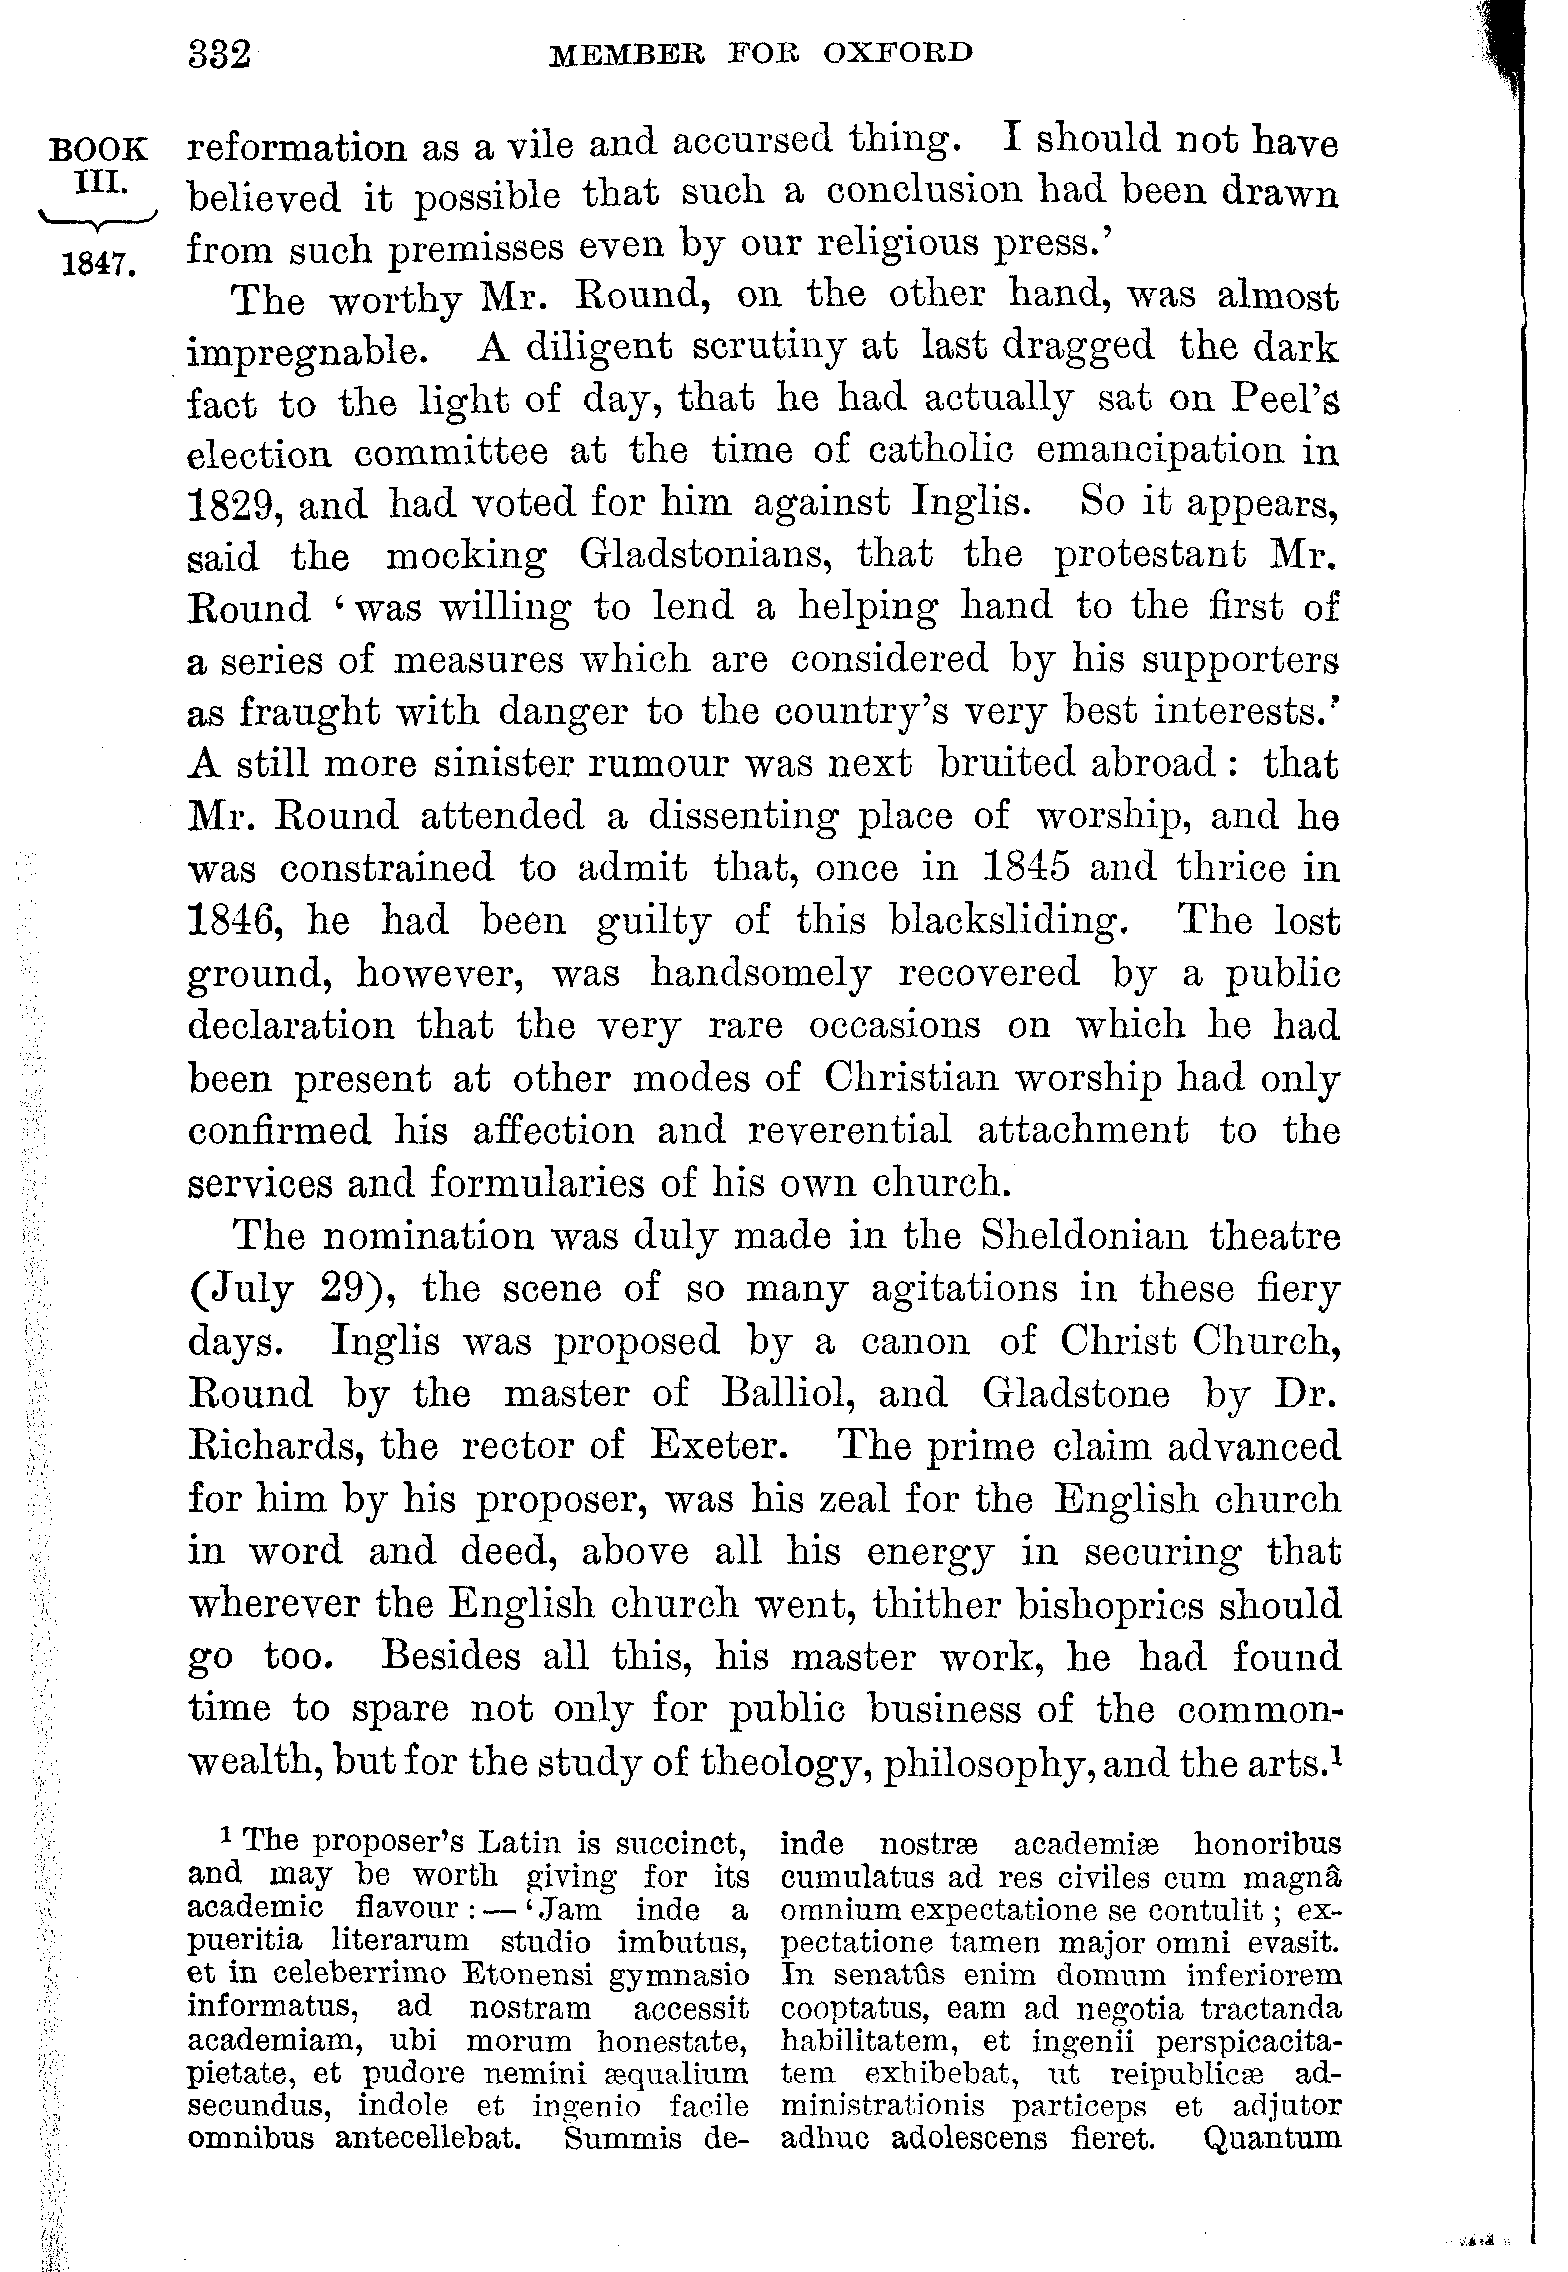 332 MEMBER FOR OXFORD
BOOK
III.
1847.
reformation as a vile and accursed thing. I should not have
believed it possible that such a conclusion had been drawn
from such premisses even by our religious press.’
The worthy Mr. Round, on the other hand, was almost
impregnable. A diligent scrutiny at last dragged the dark
fact to the light of day, that he had actually sat on Peel’s
election committee at the time of catholic emancipation in
1829, and had voted for him against Inglis. So it appears,
said the mocking Gladstonians, that the protestant Mr.
Round ‘was willing to lend a helping hand to the first of
a series of measures which are considered by his supporters
as fraught with danger to the country’s very best interests.’
A still more sinister rumour was next bruited abroad: that
Mr. Round attended a dissenting place of worship, and he
was constrained to admit that, once in 1845 and thrice in
1846, he had been guilty of this blacksliding. The lost
ground, however, was handsomely recovered by a public
declaration that the very rare occasions on which he had
been present at other modes of Christian worship had only
confirmed his affection and reverential attachment to the
services and formularies of his own church.
The nomination was duly made in the Sheldonian theatre
(July 29), the scene of so many agitations in these fiery
days. Inglis was proposed by a canon of Christ Church,
Round by the master of Balliol, and Gladstone by Dr.
Richards, the rector of Exeter. The prime claim advanced
for him by his proposer, was his zeal for the English church
in word and deed, above all his energy in securing that
wherever the English church went, thither bishoprics should
go too. Besides all this, his master work, he had found
time to spare not only for public business of the common-
wealth, but for the study of theology, philosophy, and the arts.¹
¹ The proposer’s Latin is succinct,
and may be worth giving for its
academic flavour:—‘Jam inde a
pueritia literarum studio imbutus,
et in celeberrimo Etonensi gymnasio
informatus, ad nostram accessit
academiam, ubi morum honestate,
pietate, et pudore nemini æqualium
secundus, indole et ingenio facile
omnibus antecellebat. Summis de-
inde nostræ academiæ honoribus
cumulatus ad res civiles cum magnâ
omnium expectatione se contulit; ex-
pectatione tamen major omni evasit.
In senatûs enim domum inferiorem
cooptatus, eam ad negotia tractanda
habilitatem, et ingenii perspicacita-
tem exhibebat, ut reipublicæ ad-
ministrationis particeps et adjutor
adhuc adolescens fieret. Quantum